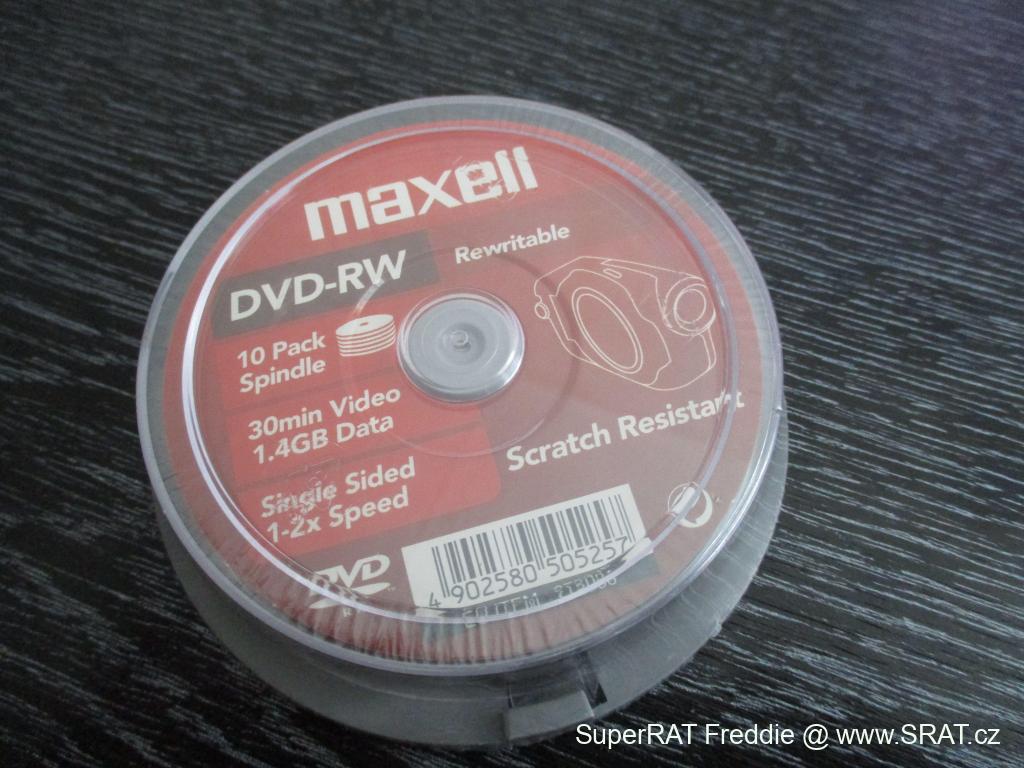 maxell
DVD-RW
Rewritable
10 Pack
Spindle
30min Video
1.4GB Data
Single Sided
1-2x Speed
Scratch Resistant
DVD
4 902580 505257
SuperRAT Freddie @ www.SRAT.cz